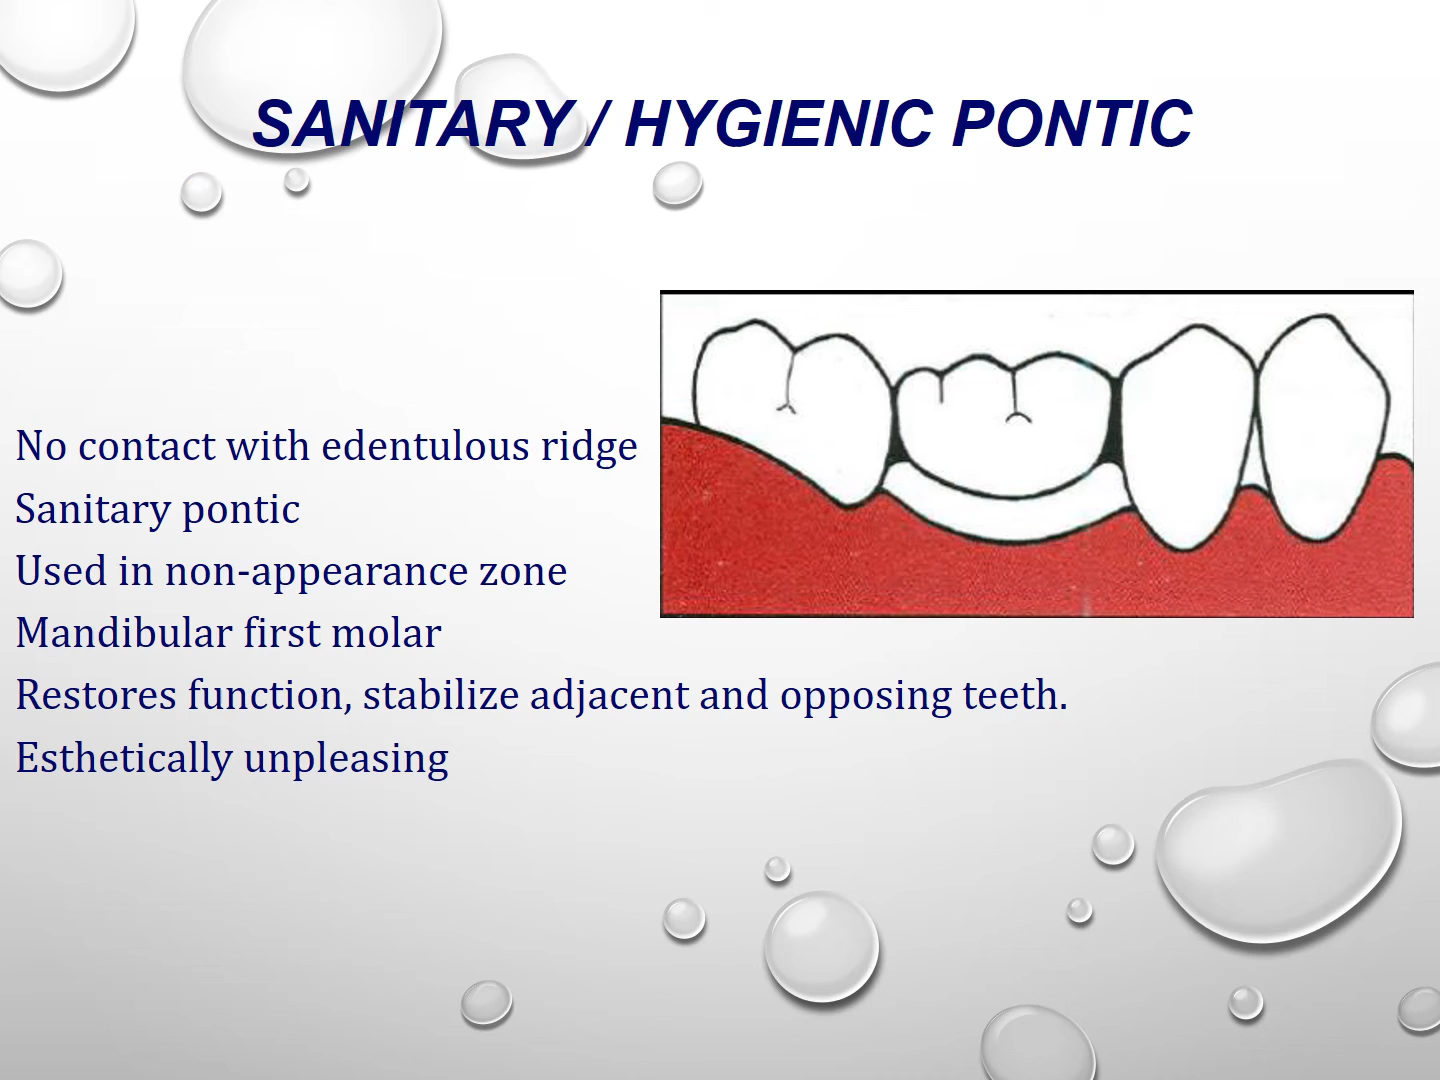 SANITARY / HYGIENIC PONTIC
No contact with edentulous ridge
Sanitary pontic
Used in non-appearance zone
Mandibular first molar
Restores function, stabilize adjacent and opposing teeth.
Esthetically unpleasing